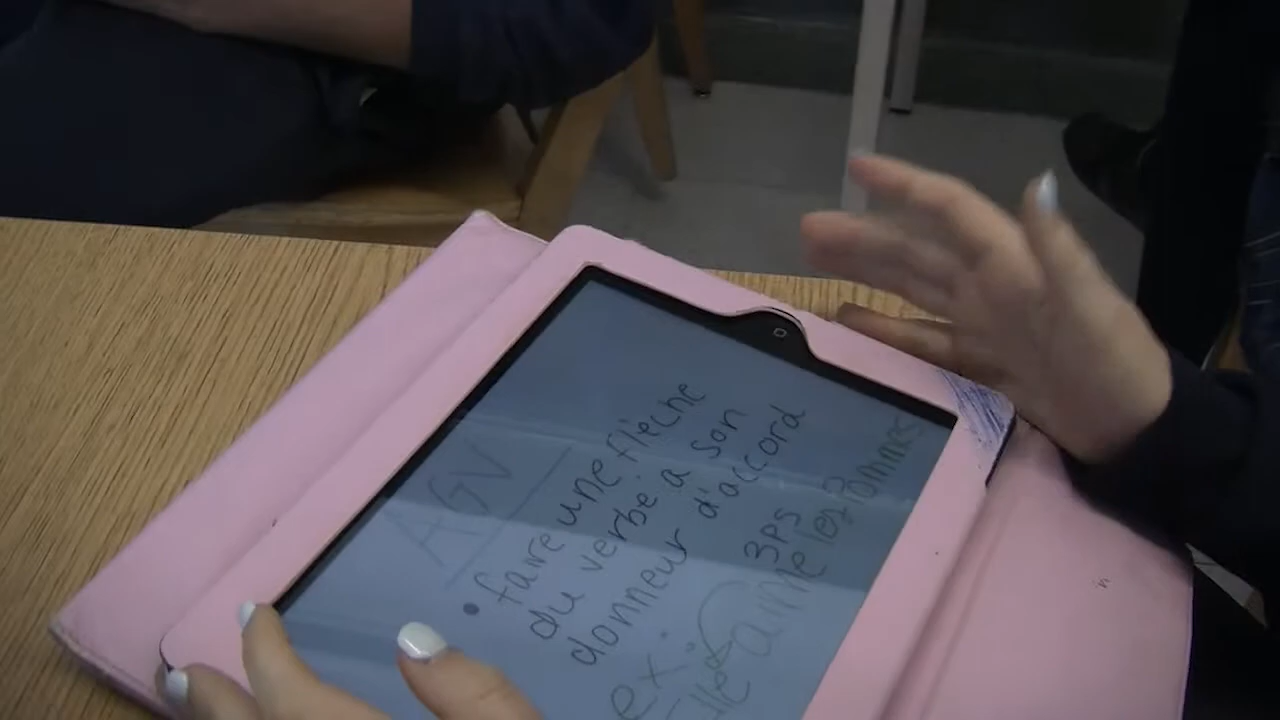 AGV
• faire une flèche
du verbe a son
donneur d'accord
3ps
ex: Elle aime les pommes